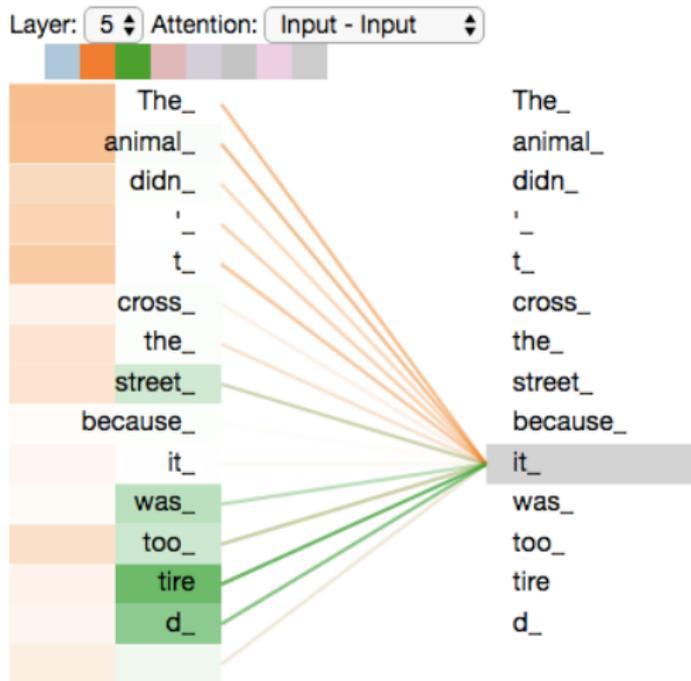 Layer: 5 Attention: Input - Input
The_ The_
animal_ animal_
didn_ didn_
'_ '_
t_ t_
cross_ cross_
the_ the_
street_ street_
because_ because_
it_ it_
was_ was_
too_ too_
tire tire
d_ d_